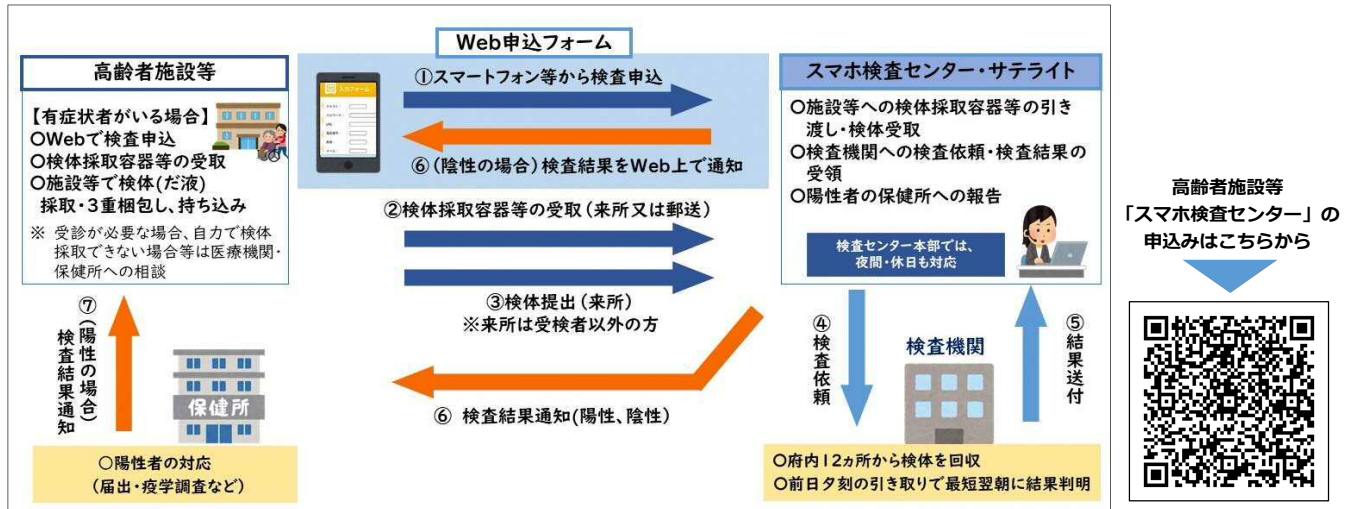 Web申込フォーム
高齢者施設等
【有症状者がいる場合】
〇Webで検査申込
〇検体採取容器等の受取
〇施設等で検体(だ液)
採取・3重梱包し、持ち込み
※ 受診が必要な場合、自力で検体
採取できない場合等は医療機関・
保健所への相談
①スマートフォン等から検査申込
入力フォーム
⑥(陰性の場合)検査結果をWeb上で通知
②検体採取容器等の受取(来所又は郵送)
③検体提出(来所)
※来所は受検者以外の方
⑥ 検査結果通知(陽性、陰性)
スマホ検査センター・サテライト
〇施設等への検体採取容器等の引き
渡し・検体受取
〇検査機関への検査依頼・検査結果の
受領
〇陽性者の保健所への報告
検査センター本部では、
夜間・休日も対応
④検査依頼
検査機関
⑤結果送付
〇府内12ヵ所から検体を回収
〇前日夕刻の引き取りで最短翌朝に結果判明
⑦(陽性の場合)
検査結果通知
保健所
〇陽性者の対応
(届出・疫学調査など)
高齢者施設等
「スマホ検査センター」の
申込みはこちらから